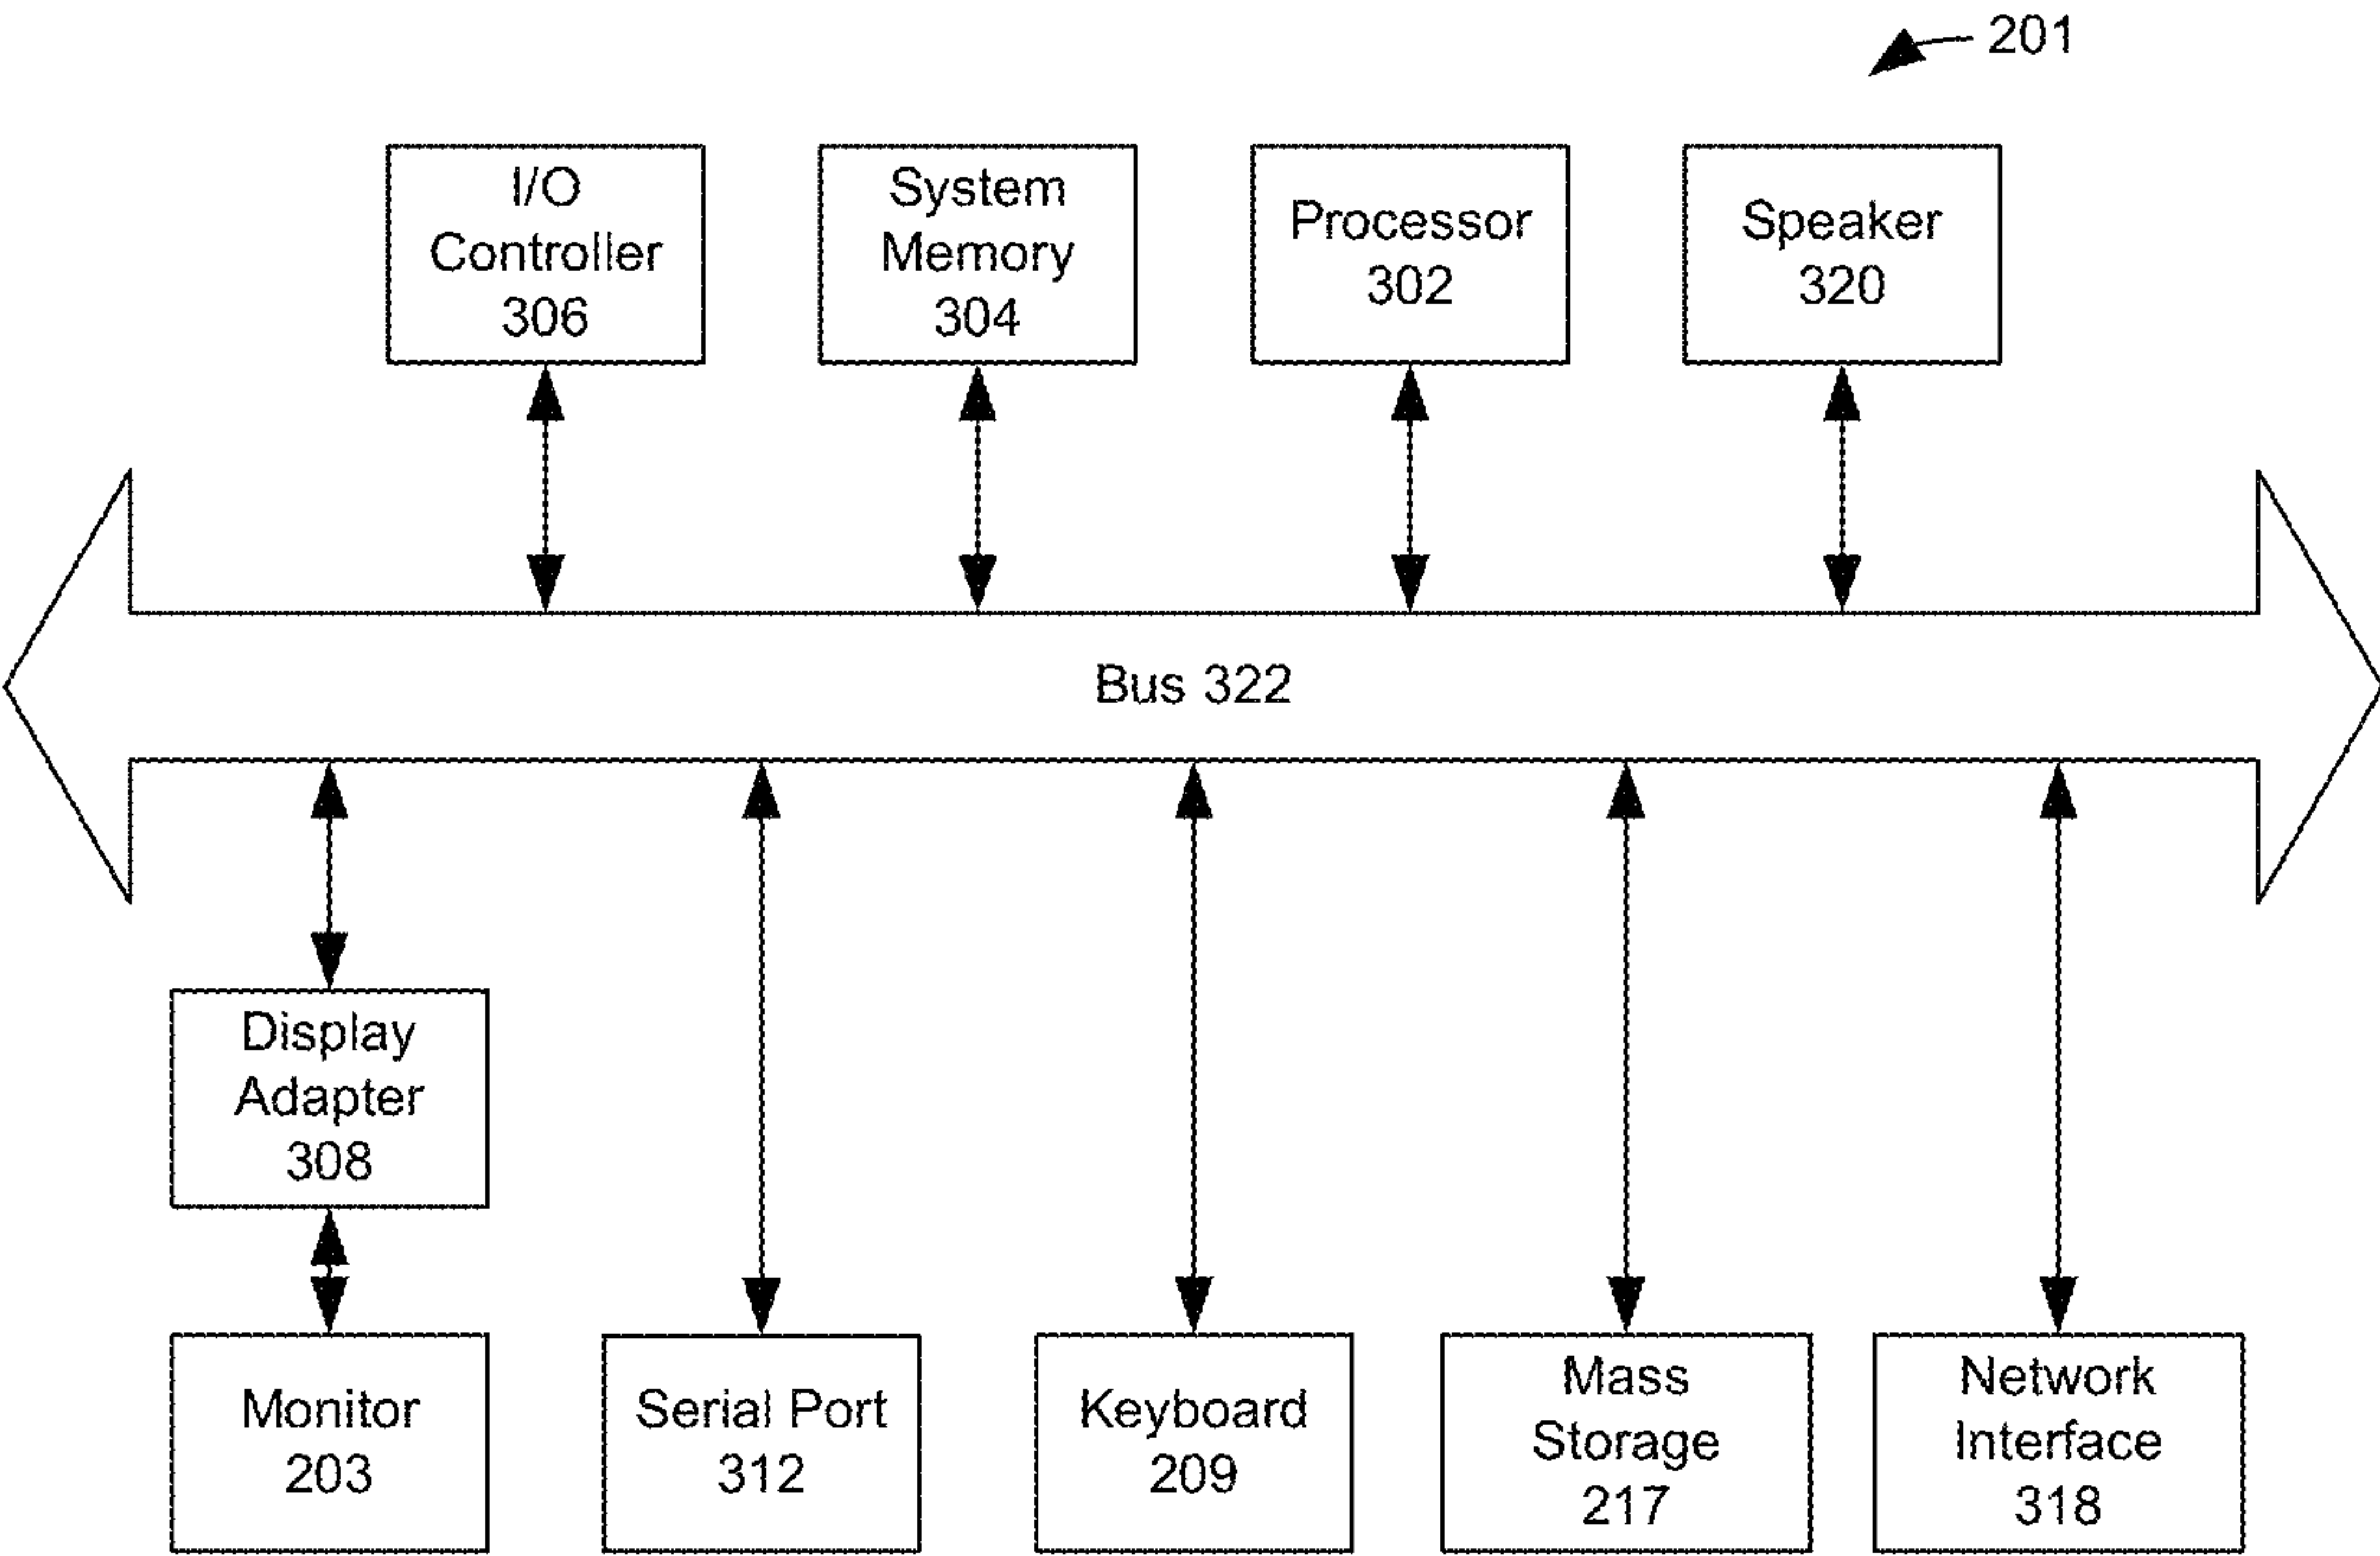 201
I/O
Controller
306
System
Memory
304
Processor
302
Speaker
320
Bus 322
Display
Adapter
308
Monitor
203
Serial Port
312
Keyboard
209
Mass
Storage
217
Network
Interface
318